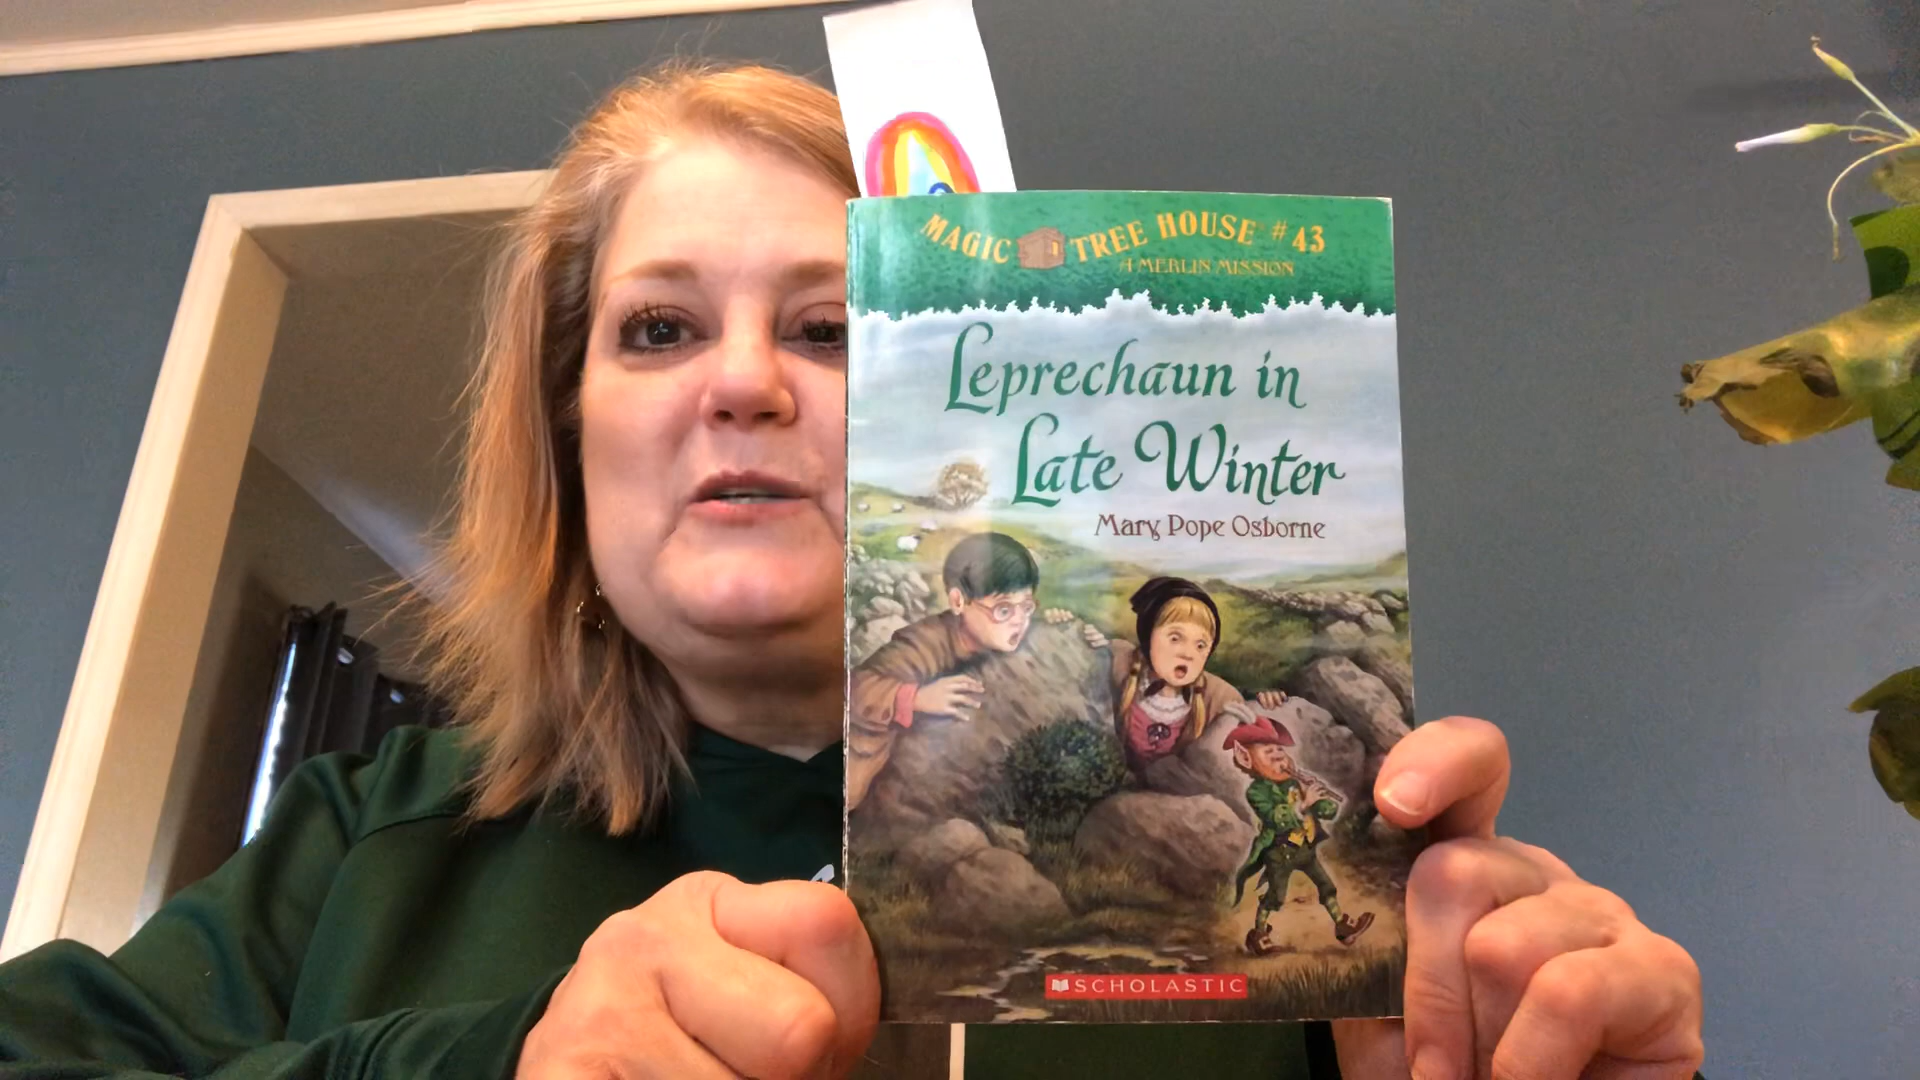 MAGIC TREE HOUSE #43
A MERLIN MISSION
Leprechaun in
Late Winter
Mary Pope Osborne
SCHOLASTIC